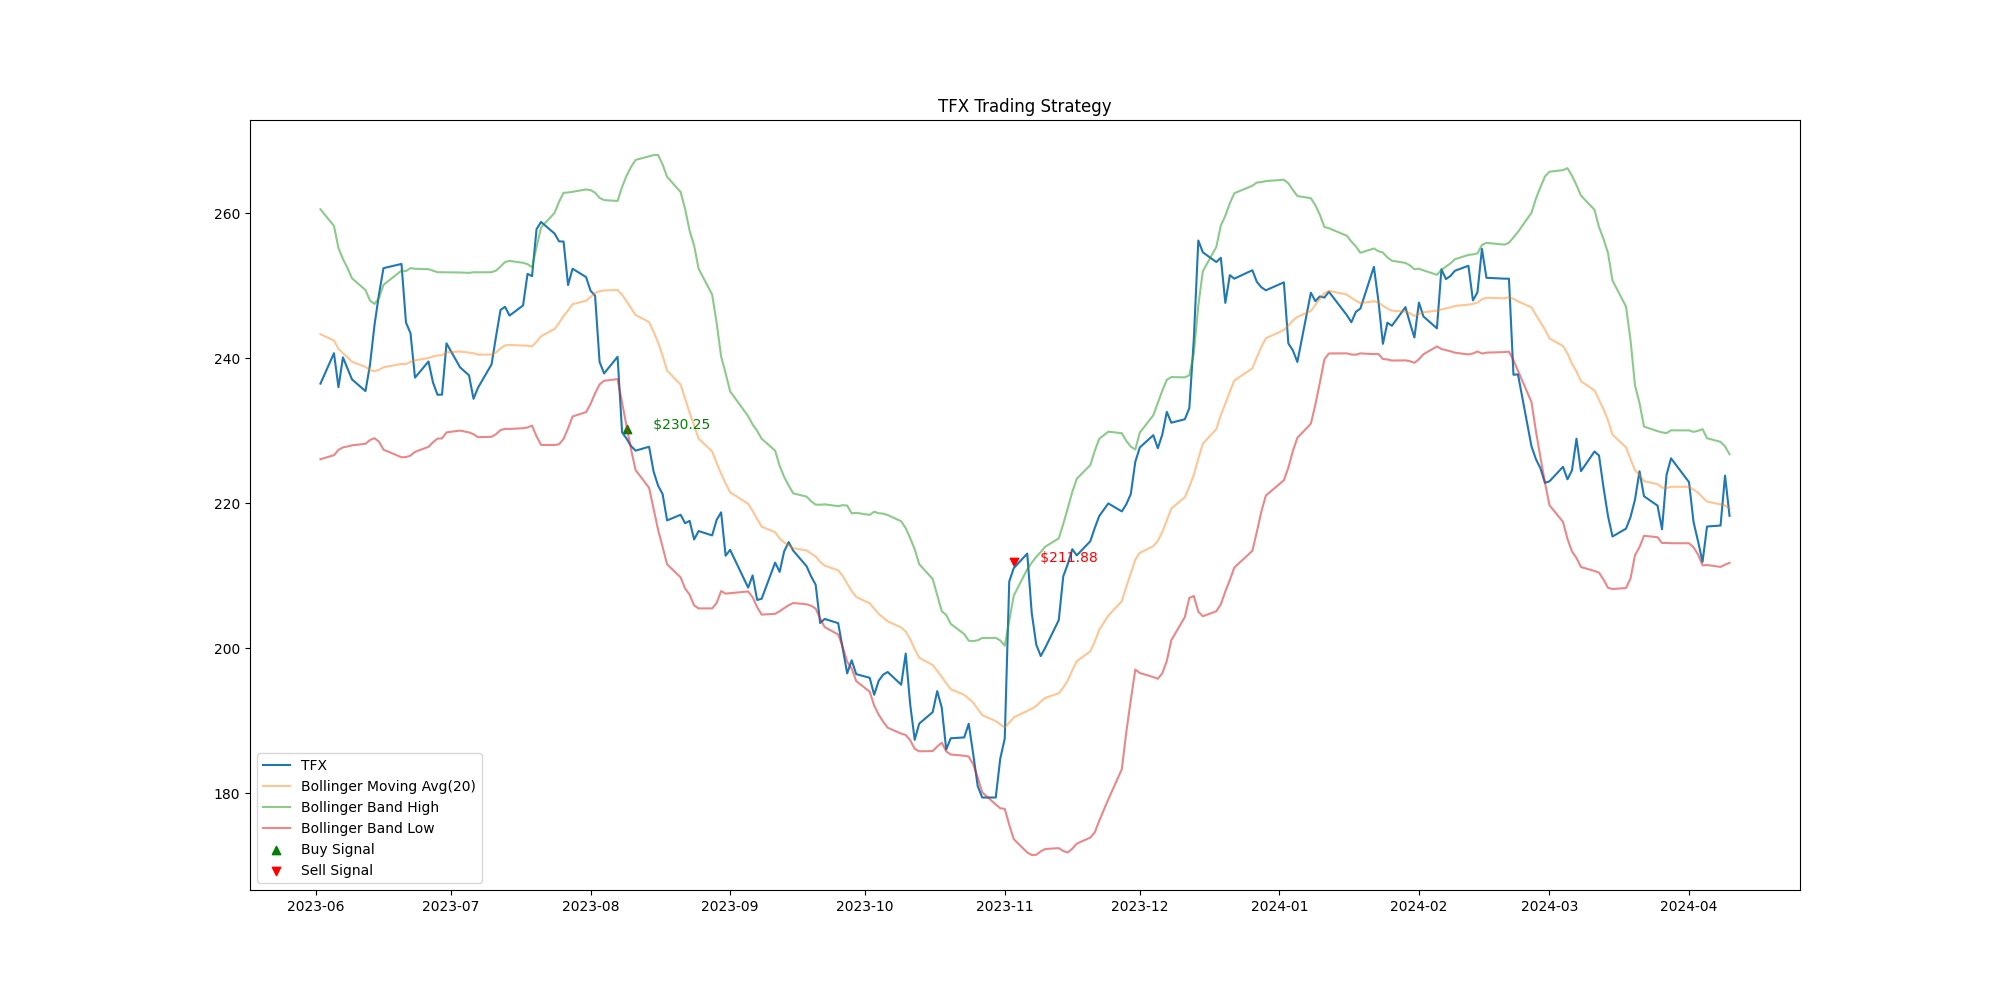 TFX Trading Strategy
260
240
220
200
180
$230.25
$211.88
TFX
Bollinger Moving Avg(20)
Bollinger Band High
Bollinger Band Low
Buy Signal
Sell Signal
2023-06 2023-07 2023-08 2023-09 2023-10 2023-11 2023-12 2024-01 2024-02 2024-03 2024-04